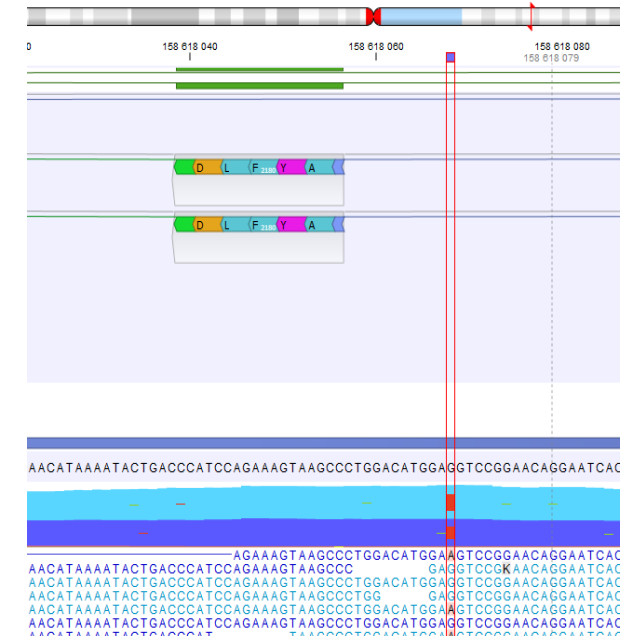 0 158 618 040 158 618 060 158 618 080
158 618 079
D L F 2180 Y A
D L F 2180 Y A
AACATAAAATACTGACCCATCCAGAAAGTAAGCCCTGGACATGGAGGTCCGGAACAGGAATCAC
AGAAAGTAAGCCCTGGACATGGAAGTCCGGAACAGGAATCAC
AACATAAAATACTGACCCATCCAGAAAGTAAGCCC GAGGTCCGKAACAGGAATCAC
AACATAAAATACTGACCCATCCAGAAAGTAAGCCCTGGACATGGAGGTCCGGAACAGGAATCAC
AACATAAAATACTGACCCATCCAGAAAGTAAGCCCTGG GAGGTCCGGAACAGGAATCAC
AACATAAAATACTGACCCATCCAGAAAGTAAGCCCTGGACATGGAAGTCCGGAACAGGAATCAC
AACATAAAATACTGACCCATCCAGAAAGTAAGCCCTGGACATGGAGGTCCGGAACAGGAATCAC